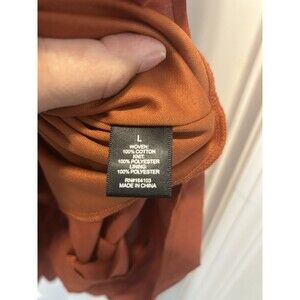 L
WOVEN:
100% COTTON
KNIT:
100% POLYESTER
LINING:
100% POLYESTER
RN#164103
MADE IN CHINA